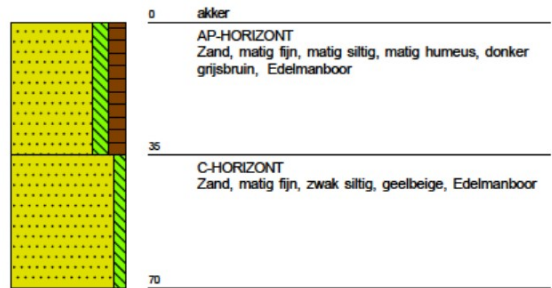 0 akker
AP-HORIZONT
Zand, matig fijn, matig siltig, matig humeus, donker
grijsbruin, Edelmanboor
35
C-HORIZONT
Zand, matig fijn, zwak siltig, geelbeige, Edelmanboor
70